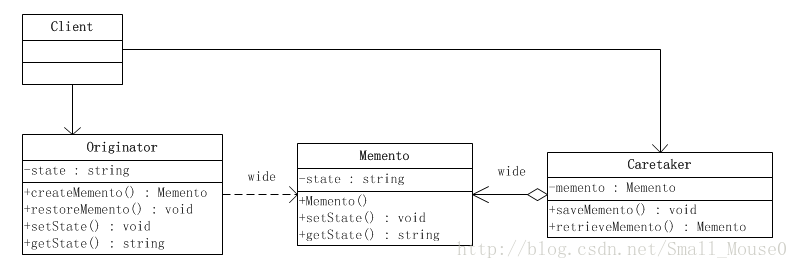 Client
Originator
-state : string
+createMemento() : Memento
+restoreMemento() : void
+setState() : void
+getState() : string
wide
Memento
-state : string
+Memento()
+setState() : void
+getState() : string
wide
Caretaker
-memento : Memento
+saveMemento() : void
+retrieveMemento() : Memento
http://blog.csdn.net/Small_Mouse0